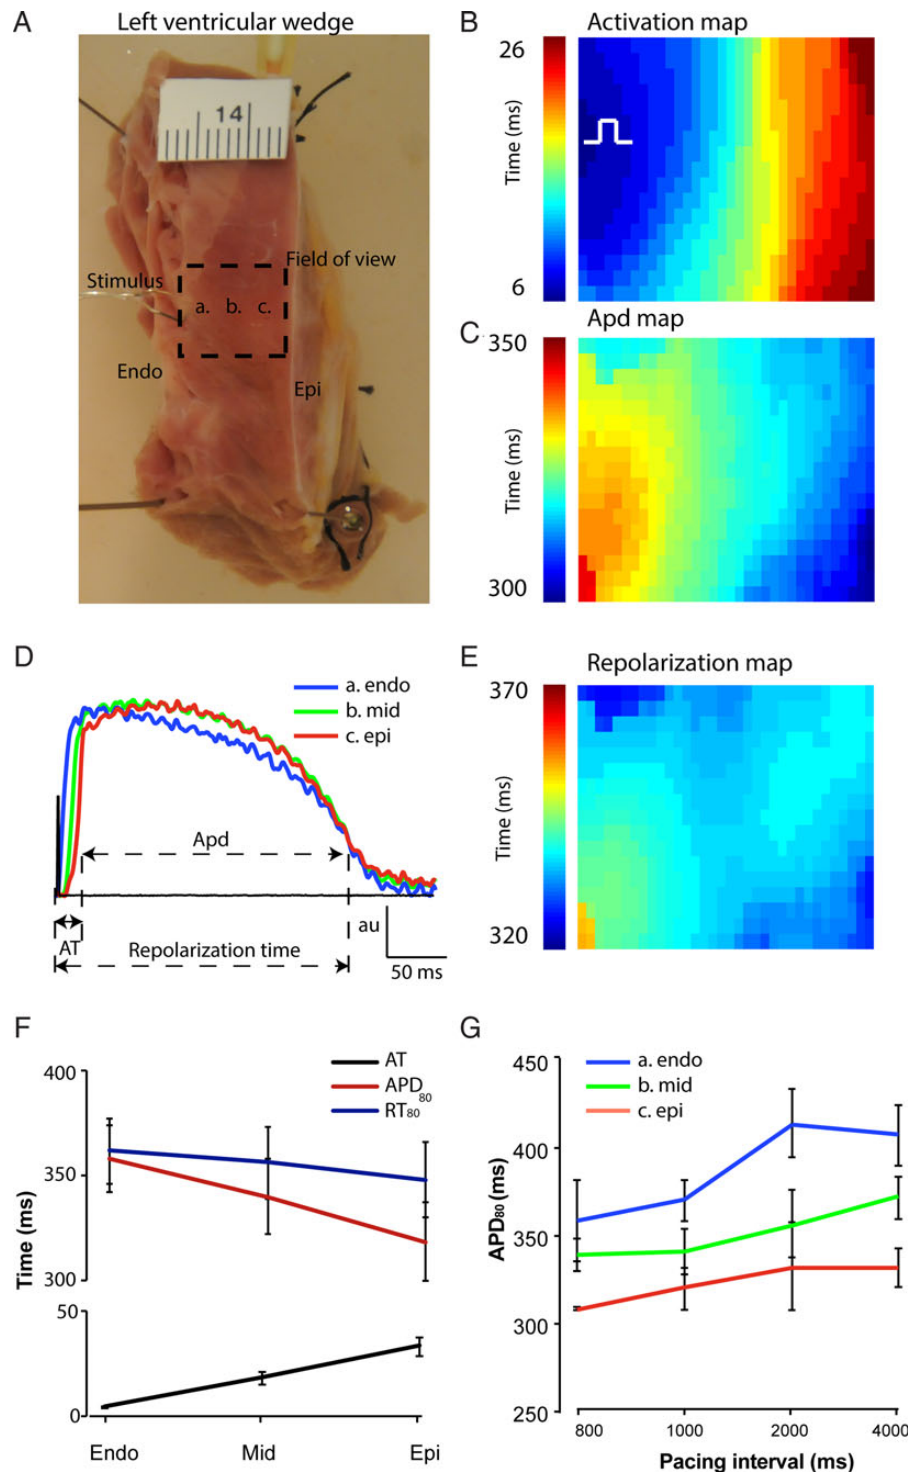 A
Left ventricular wedge
14
Field of view
Stimulus
a. b. c.
Endo
Epi
B
Activation map
26
Time (ms)
6
C
Apd map
350
Time (ms)
300
D
a. endo
b. mid
c. epi
Apd
AT
Repolarization time
au
50 ms
E
Repolarization map
370
Time (ms)
320
F
AT
APD80
RT80
400
350
300
50
0
Time (ms)
Endo Mid Epi
G
a. endo
b. mid
c. epi
450
400
350
300
250
APD80 (ms)
800 1000 2000 4000
Pacing interval (ms)